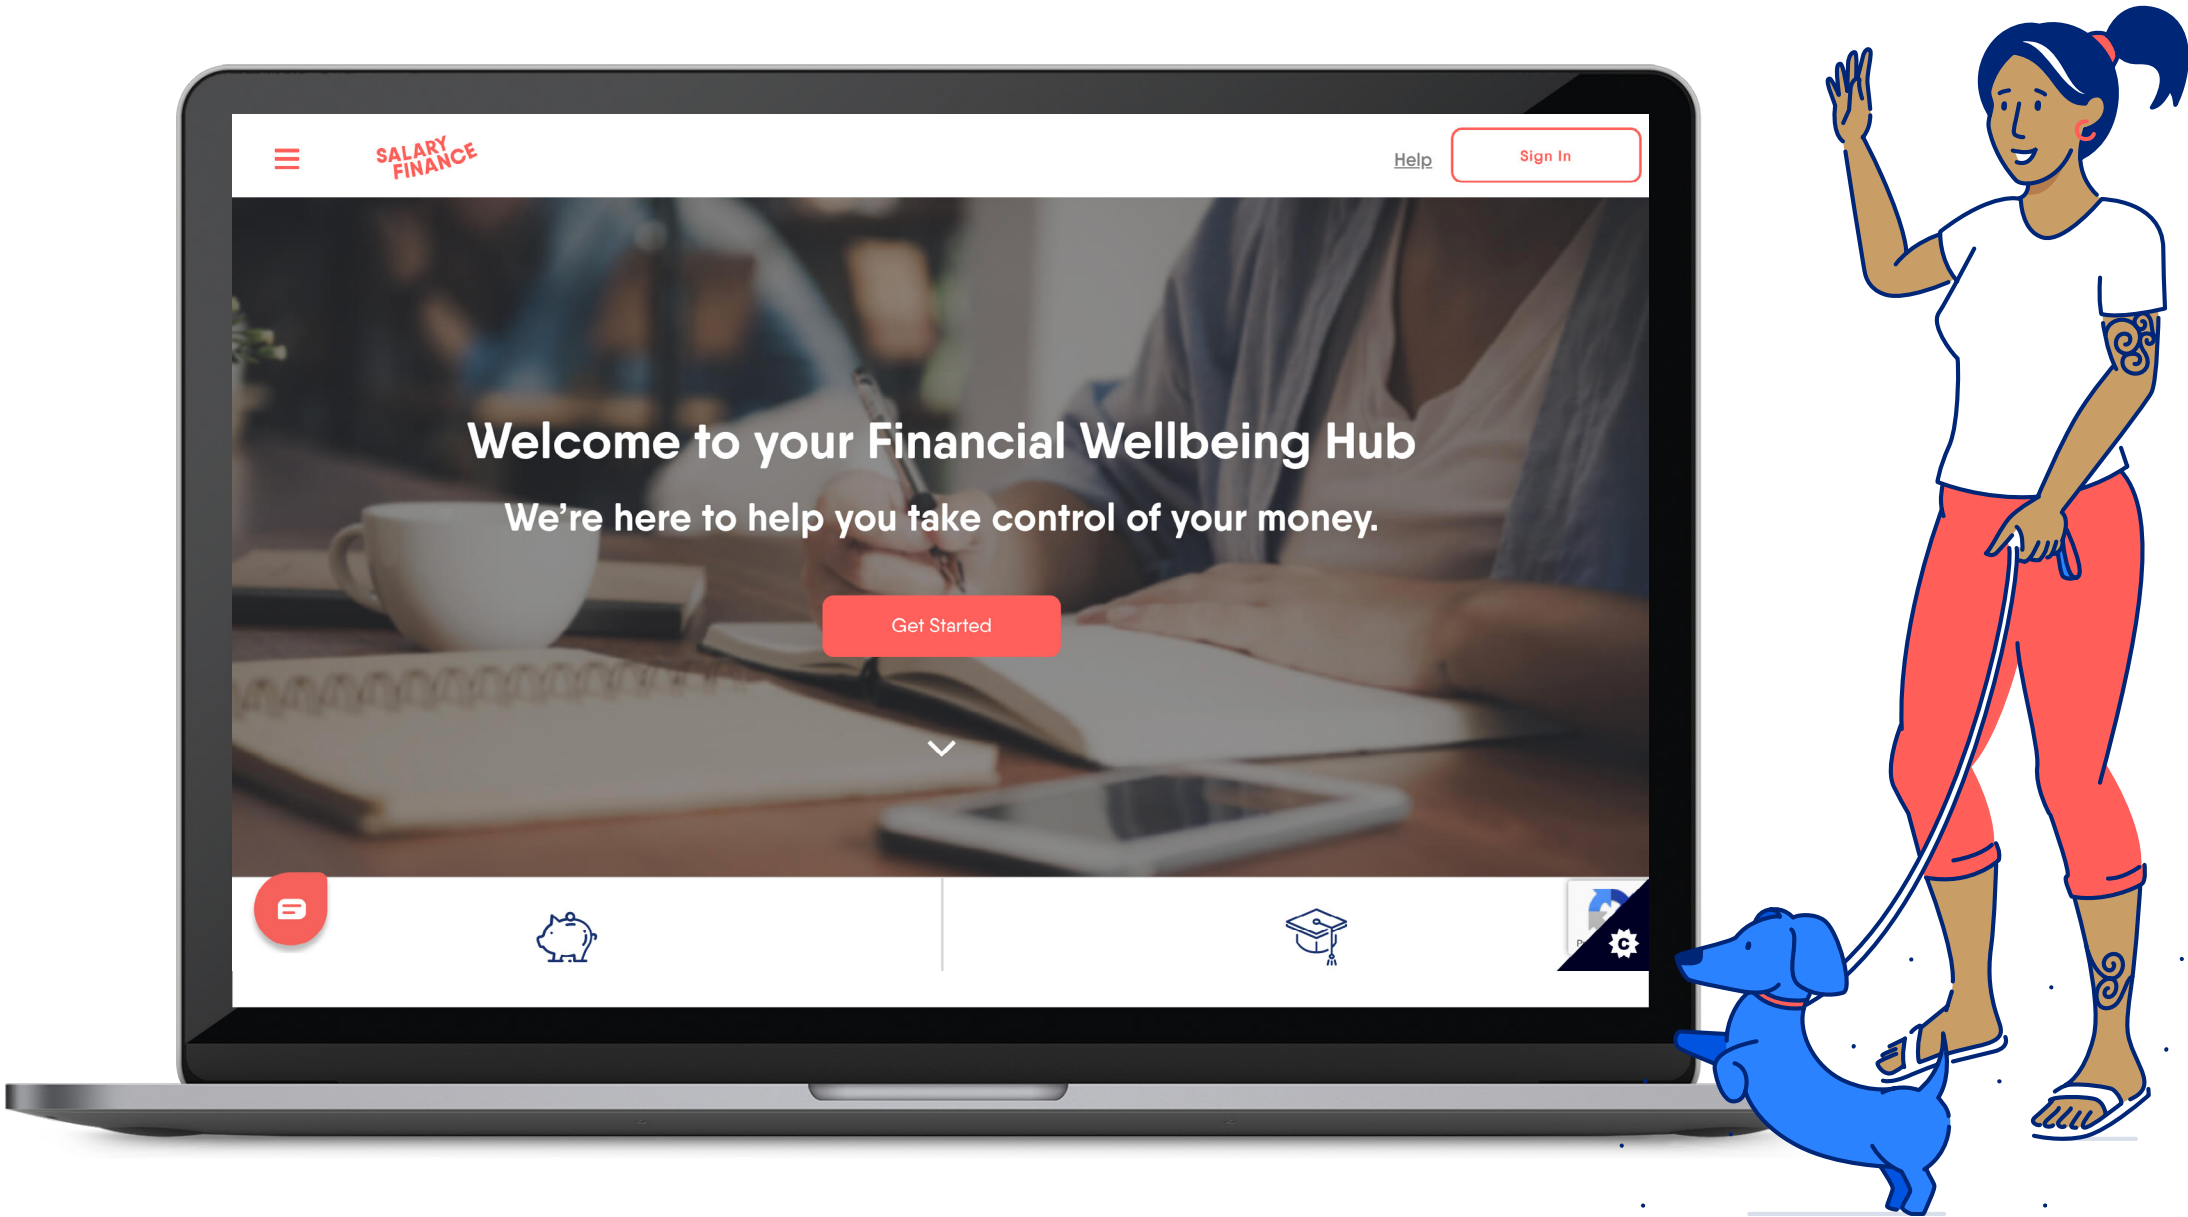 SALARY
FINANCE
Help
Sign In
Welcome to your Financial Wellbeing Hub
We're here to help you take control of your money.
Get Started
C